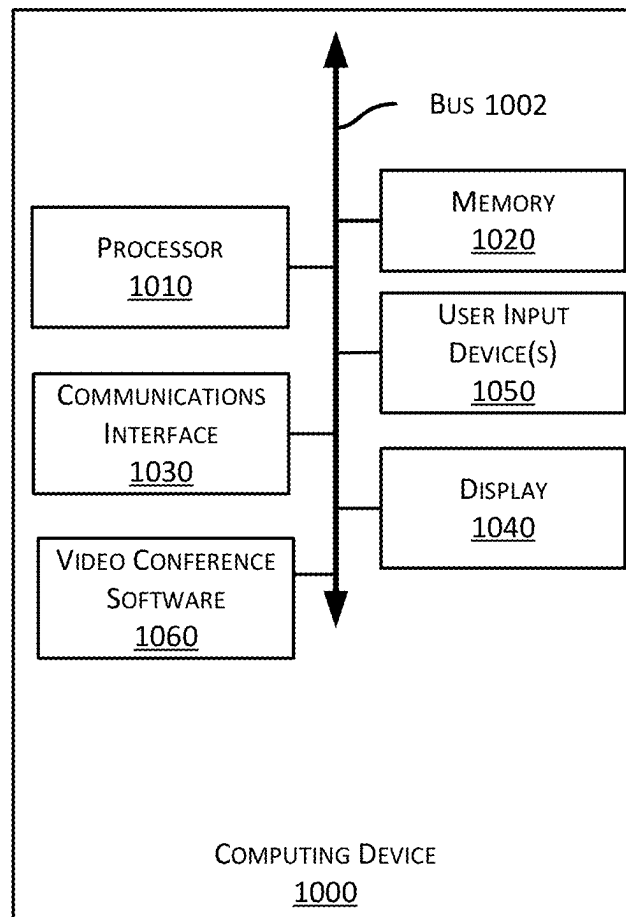 BUS 1002
MEMORY
1020
PROCESSOR
1010
USER INPUT
DEVICE(S)
1050
COMMUNICATIONS
INTERFACE
1030
DISPLAY
1040
VIDEO CONFERENCE
SOFTWARE
1060
COMPUTING DEVICE
1000